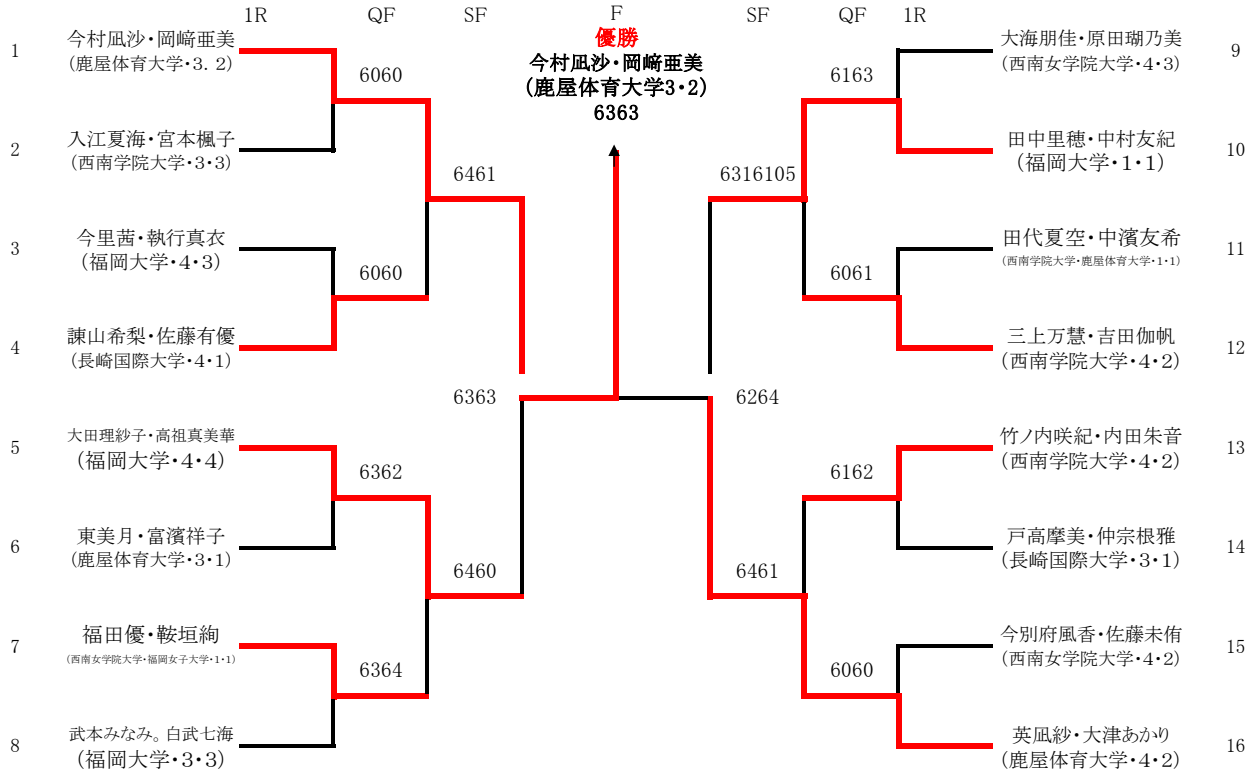 1R QF SF F SF QF 1R
優勝
今村凪沙・岡﨑亜美
(鹿屋体育大学3・2)
6363
1
今村凪沙・岡﨑亜美
(鹿屋体育大学・3．2)
6060
2
入江夏海・宮本楓子
(西南学院大学・3・3)
6461
3
今里茜・執行真衣
(福岡大学・4・3)
6060
4
諌山希梨・佐藤有優
(長崎国際大学・4・1)
6363
5
大田理紗子・高祖真美華
(福岡大学・4・4)
6362
6
東美月・富濱祥子
(鹿屋体育大学・3・1)
6460
7
福田優・鞍垣絢
(西南女学院大学・福岡女子大学・1・1)
6364
8
武本みなみ。白武七海
(福岡大学・3・3)
大海朋佳・原田瑚乃美
(西南女学院大学・4・3)
9
6163
田中里穂・中村友紀
(福岡大学・1・1)
10
6316105
田代夏空・中濱友希
(西南学院大学・鹿屋体育大学・1・1)
11
6061
三上万慧・吉田伽帆
(西南学院大学・4・2)
12
6264
竹ノ内咲紀・内田朱音
(西南学院大学・4・2)
13
6162
戸高摩美・仲宗根雅
(長崎国際大学・3・1)
14
6461
今別府風香・佐藤未侑
(西南女学院大学・4・2)
15
6060
英凪紗・大津あかり
(鹿屋体育大学・4・2)
16